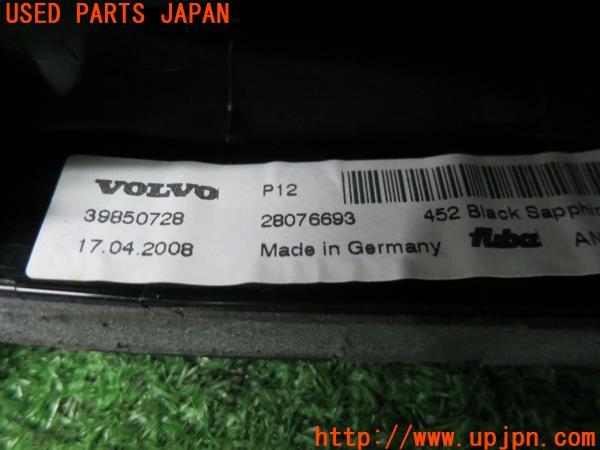 USED PARTS JAPAN
VOLVO P12
39850728 28076693 452 Black Sapphir
17.04.2008 Made in Germany fuba AN
UPJ
http://www.upjpn.com/